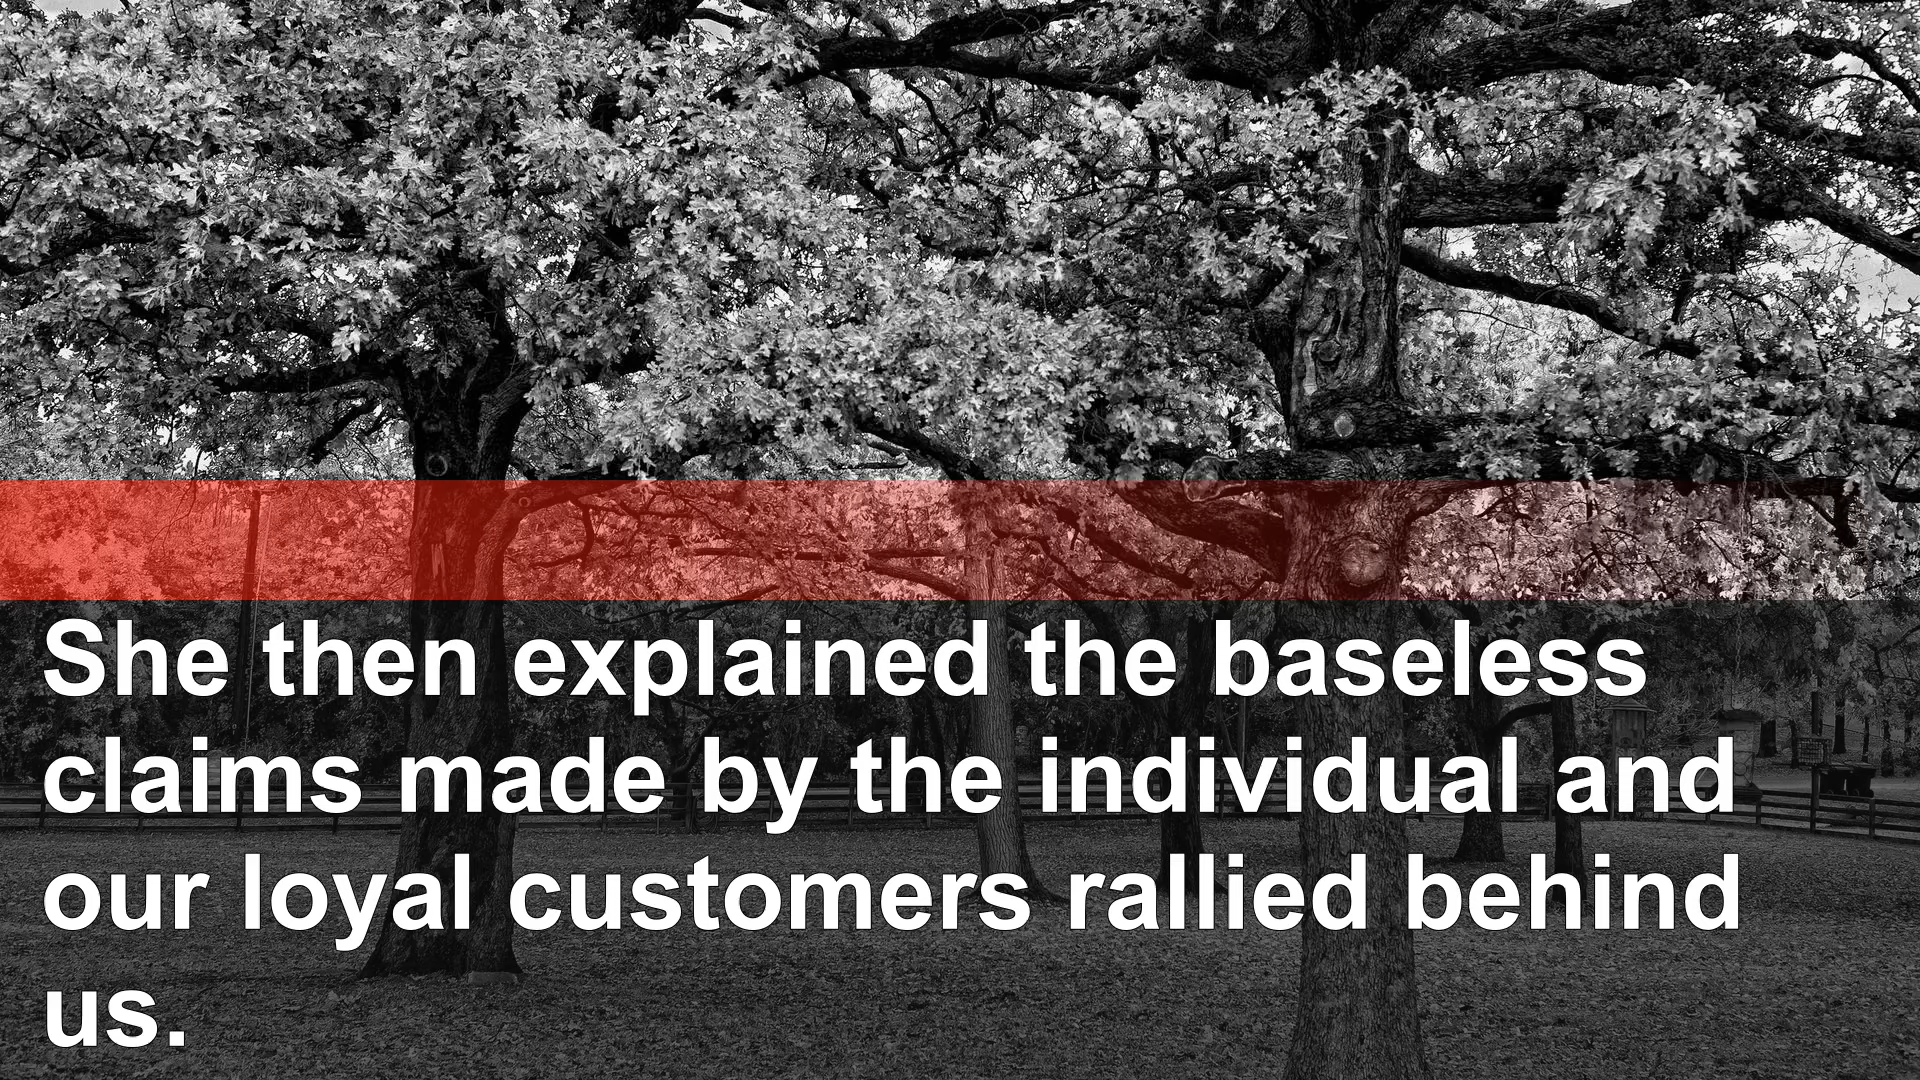 She then explained the baseless
claims made by the individual and
our loyal customers rallied behind
us.